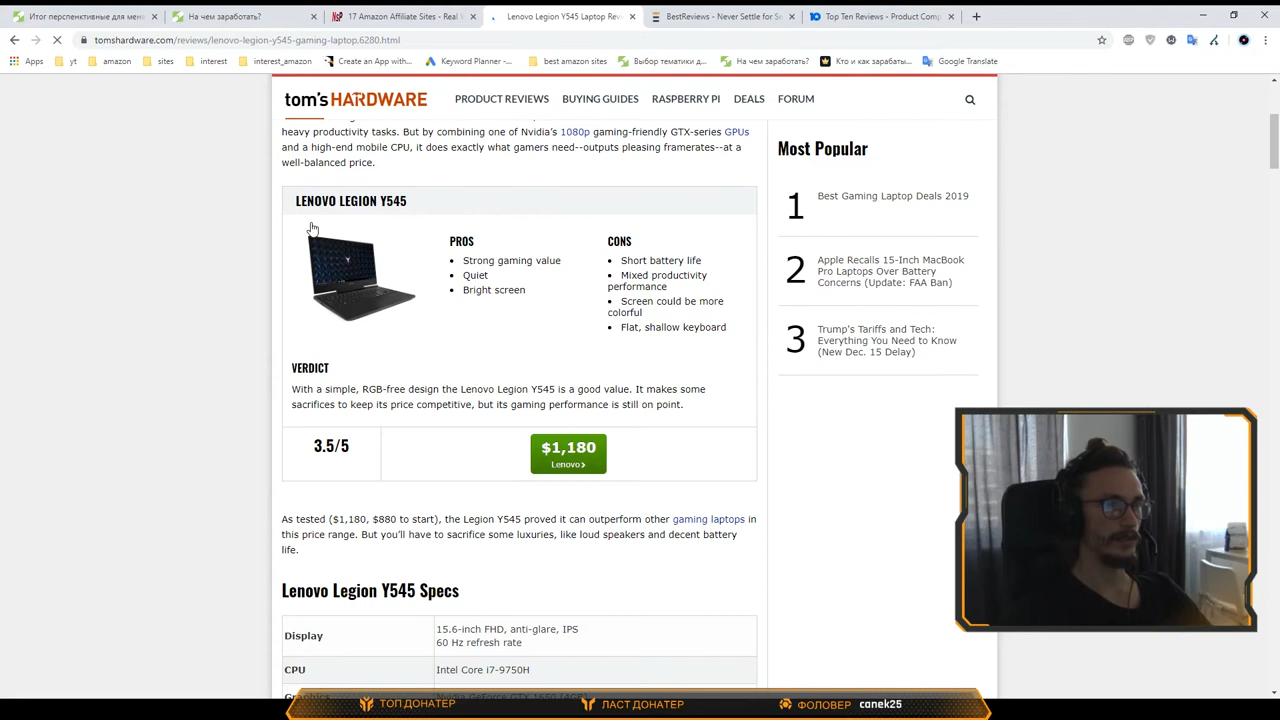 Итог перспективные для мен
На чем заработать?
17 Amazon Affiliate Sites - Real W
Lenovo Legion Y545 Laptop Rev
BestReviews - Never Settle for Se
Top Ten Reviews - Product Comp
tomshardware.com/reviews/lenovo-legion-y545-gaming-laptop,6280.html
Apps
yt
amazon
sites
interest
interest_amazon
Create an App with...
Keyword Planner -...
best amazon sites
Выбор тематики д...
На чем заработать?
Кто и как зарабаты...
Google Translate
tom's HARDWARE
PRODUCT REVIEWS
BUYING GUIDES
RASPBERRY PI
DEALS
FORUM
heavy productivity tasks. But by combining one of Nvidia's 1080p gaming-friendly GTX-series GPUs
and a high-end mobile CPU, it does exactly what gamers need--outputs pleasing framerates--at a
well-balanced price.
LENOVO LEGION Y545
PROS
Strong gaming value
Quiet
Bright screen
CONS
Short battery life
Mixed productivity
performance
Screen could be more
colorful
Flat, shallow keyboard
VERDICT
With a simple, RGB-free design the Lenovo Legion Y545 is a good value. It makes some
sacrifices to keep its price competitive, but its gaming performance is still on point.
3.5/5
$1,180
Lenovo
As tested ($1,180, $880 to start), the Legion Y545 proved it can outperform other gaming laptops in
this price range. But you'll have to sacrifice some luxuries, like loud speakers and decent battery
life.
Lenovo Legion Y545 Specs
Display
15.6-inch FHD, anti-glare, IPS
60 Hz refresh rate
CPU
Intel Core i7-9750H
Graphics
Nvidia GeForce GTX 1650 (4GB)
Most Popular
1
Best Gaming Laptop Deals 2019
2
Apple Recalls 15-Inch MacBook
Pro Laptops Over Battery
Concerns (Update: FAA Ban)
3
Trump's Tariffs and Tech:
Everything You Need to Know
(New Dec. 15 Delay)
ТОП ДОНАТЕР
ЛАСТ ДОНАТЕР
ФОЛОВЕР canek25